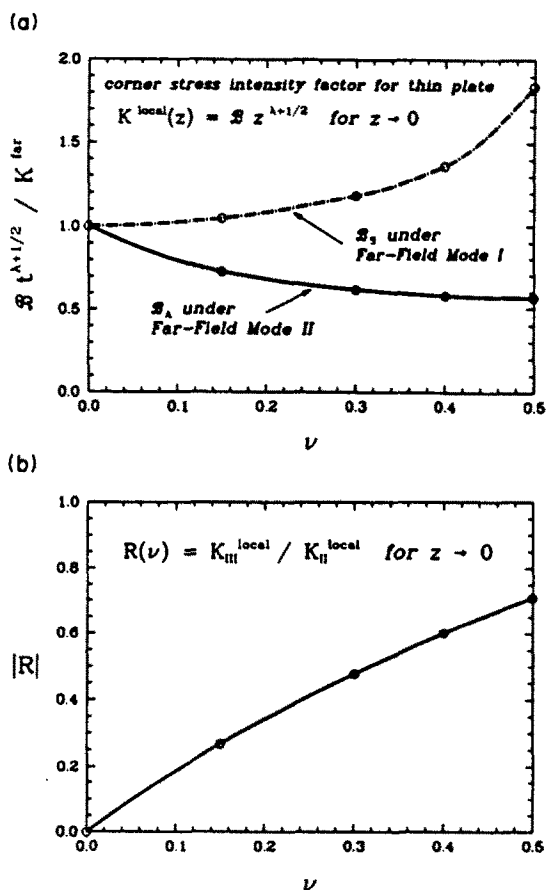 (a)
2.0
corner stress intensity factor for thin plate
K^local(z) = ℬ z^λ+1/2 for z → 0
1.5
ℬ t^λ+1/2 / K^far
1.0
ℬ_S under
Far-Field Mode I
0.5
ℬ_A under
Far-Field Mode II
0.0
0.0 0.1 0.2 0.3 0.4 0.5
ν
(b)
1.0
R(ν) = K_III^local / K_II^local for z → 0
0.8
|R|
0.6
0.4
0.2
0.0
0.0 0.1 0.2 0.3 0.4 0.5
ν